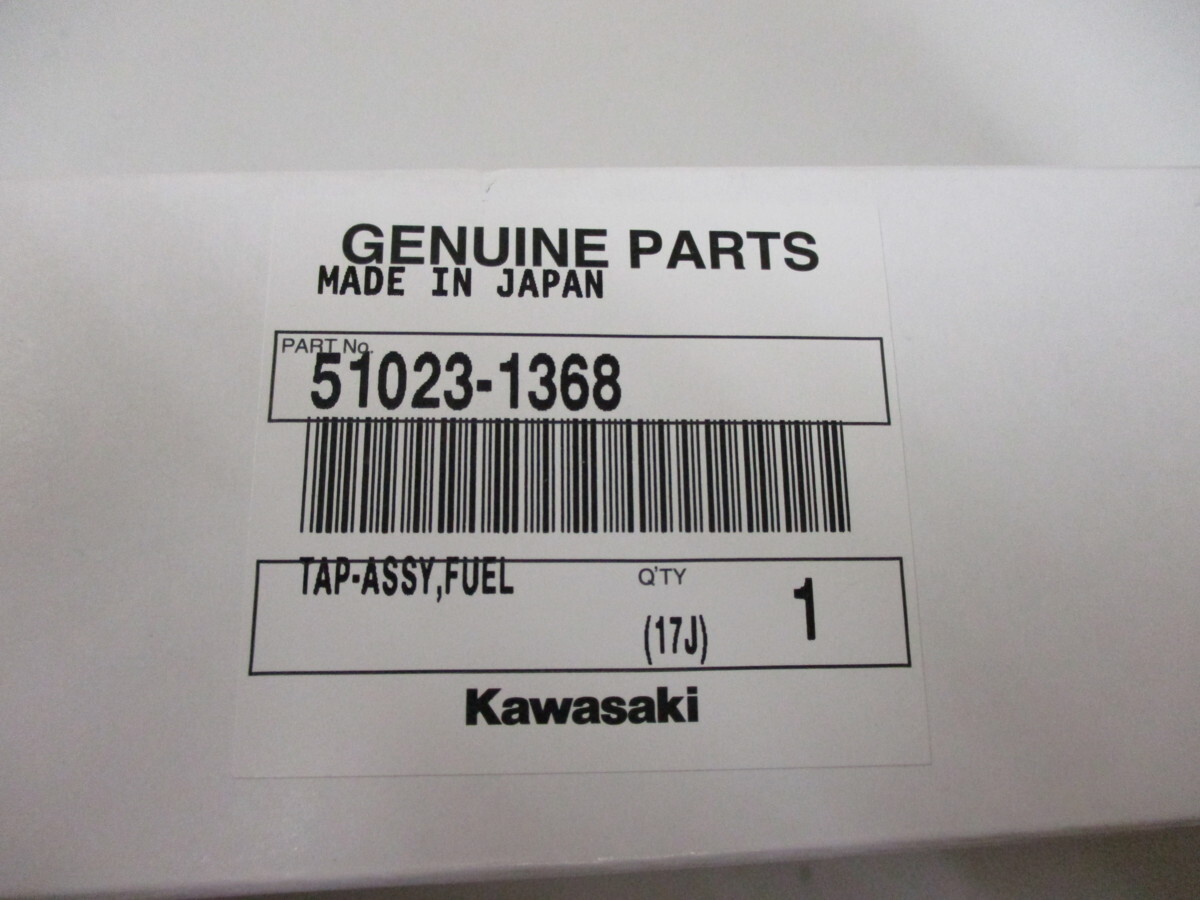 GENUINE PARTS
MADE IN JAPAN
PART No.
51023-1368
TAP-ASSY,FUEL
Q'TY
(17J)
1
Kawasaki